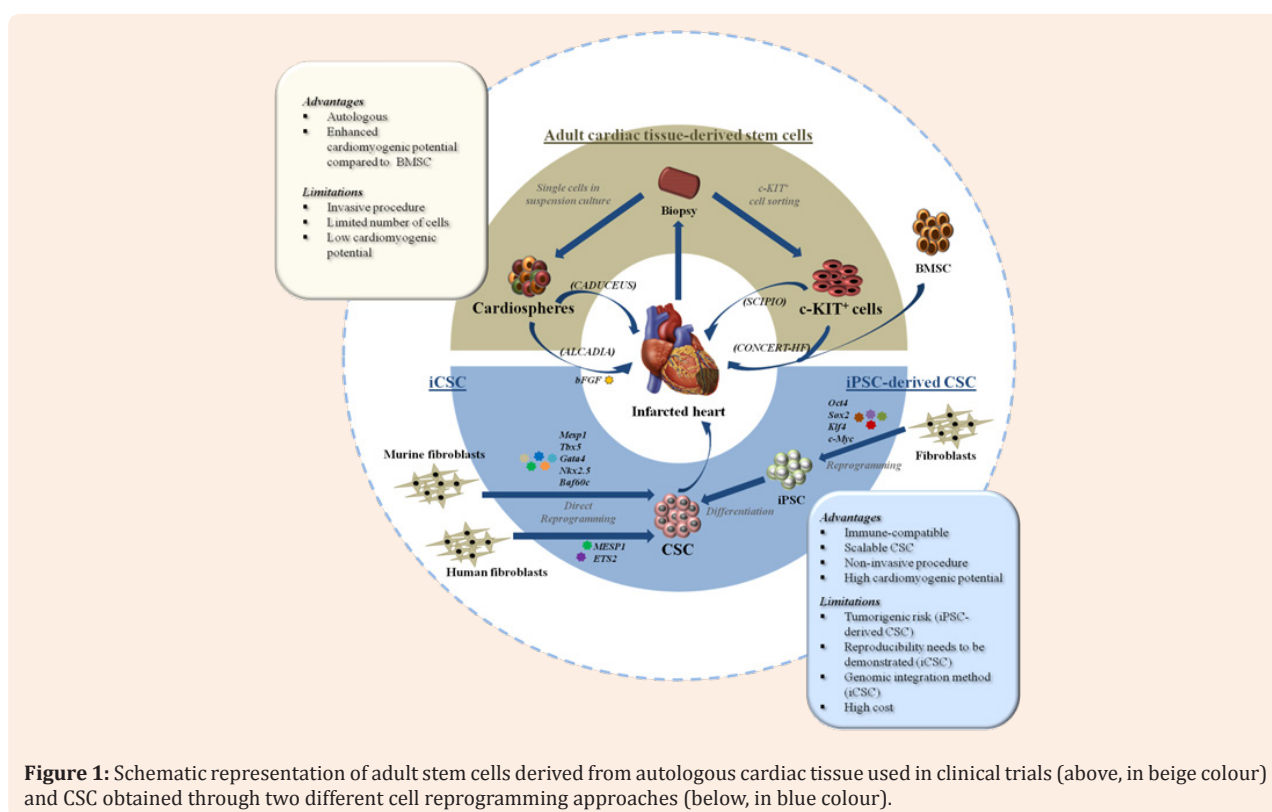 Advantages
▪ Autologous
▪ Enhanced
cardiomyogenic potential
compared to BMSC
Limitations
▪ Invasive procedure
▪ Limited number of cells
▪ Low cardiomyogenic
potential
Adult cardiac tissue-derived stem cells
Single cells in
suspension culture
Biopsy
c-KIT⁺
cell sorting
BMSC
Cardiospheres
(CADUCEUS)
(SCIPIO)
c-KIT⁺ cells
(ALCADIA)
bFGF
(CONCERT-HF)
Infarcted heart
iCSC
iPSC-derived CSC
Murine fibroblasts
Mesp1
Tbx5
Gata4
Nkx2.5
Baf60c
Direct
Reprogramming
Human fibroblasts
MESP1
ETS2
CSC
Oct4
Sox2
Klf4
c-Myc
Reprogramming
Fibroblasts
iPSC
Differentiation
Advantages
▪ Immune-compatible
▪ Scalable CSC
▪ Non-invasive procedure
▪ High cardiomyogenic potential
Limitations
▪ Tumorigenic risk (iPSC-
derived CSC)
▪ Reproducibility needs to be
demonstrated (iCSC)
▪ Genomic integration method
(iCSC)
▪ High cost
Figure 1: Schematic representation of adult stem cells derived from autologous cardiac tissue used in clinical trials (above, in beige colour)
and CSC obtained through two different cell reprogramming approaches (below, in blue colour).